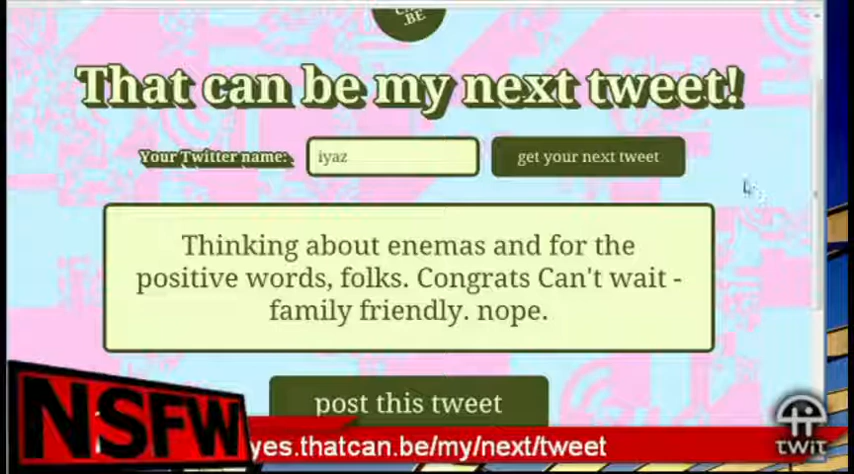 .BE
That can be my next tweet!
Your Twitter name:
iyaz
get your next tweet
Thinking about enemas and for the
positive words, folks. Congrats Can't wait -
family friendly. nope.
post this tweet
NSFW
yes.thatcan.be/my/next/tweet
TWiT